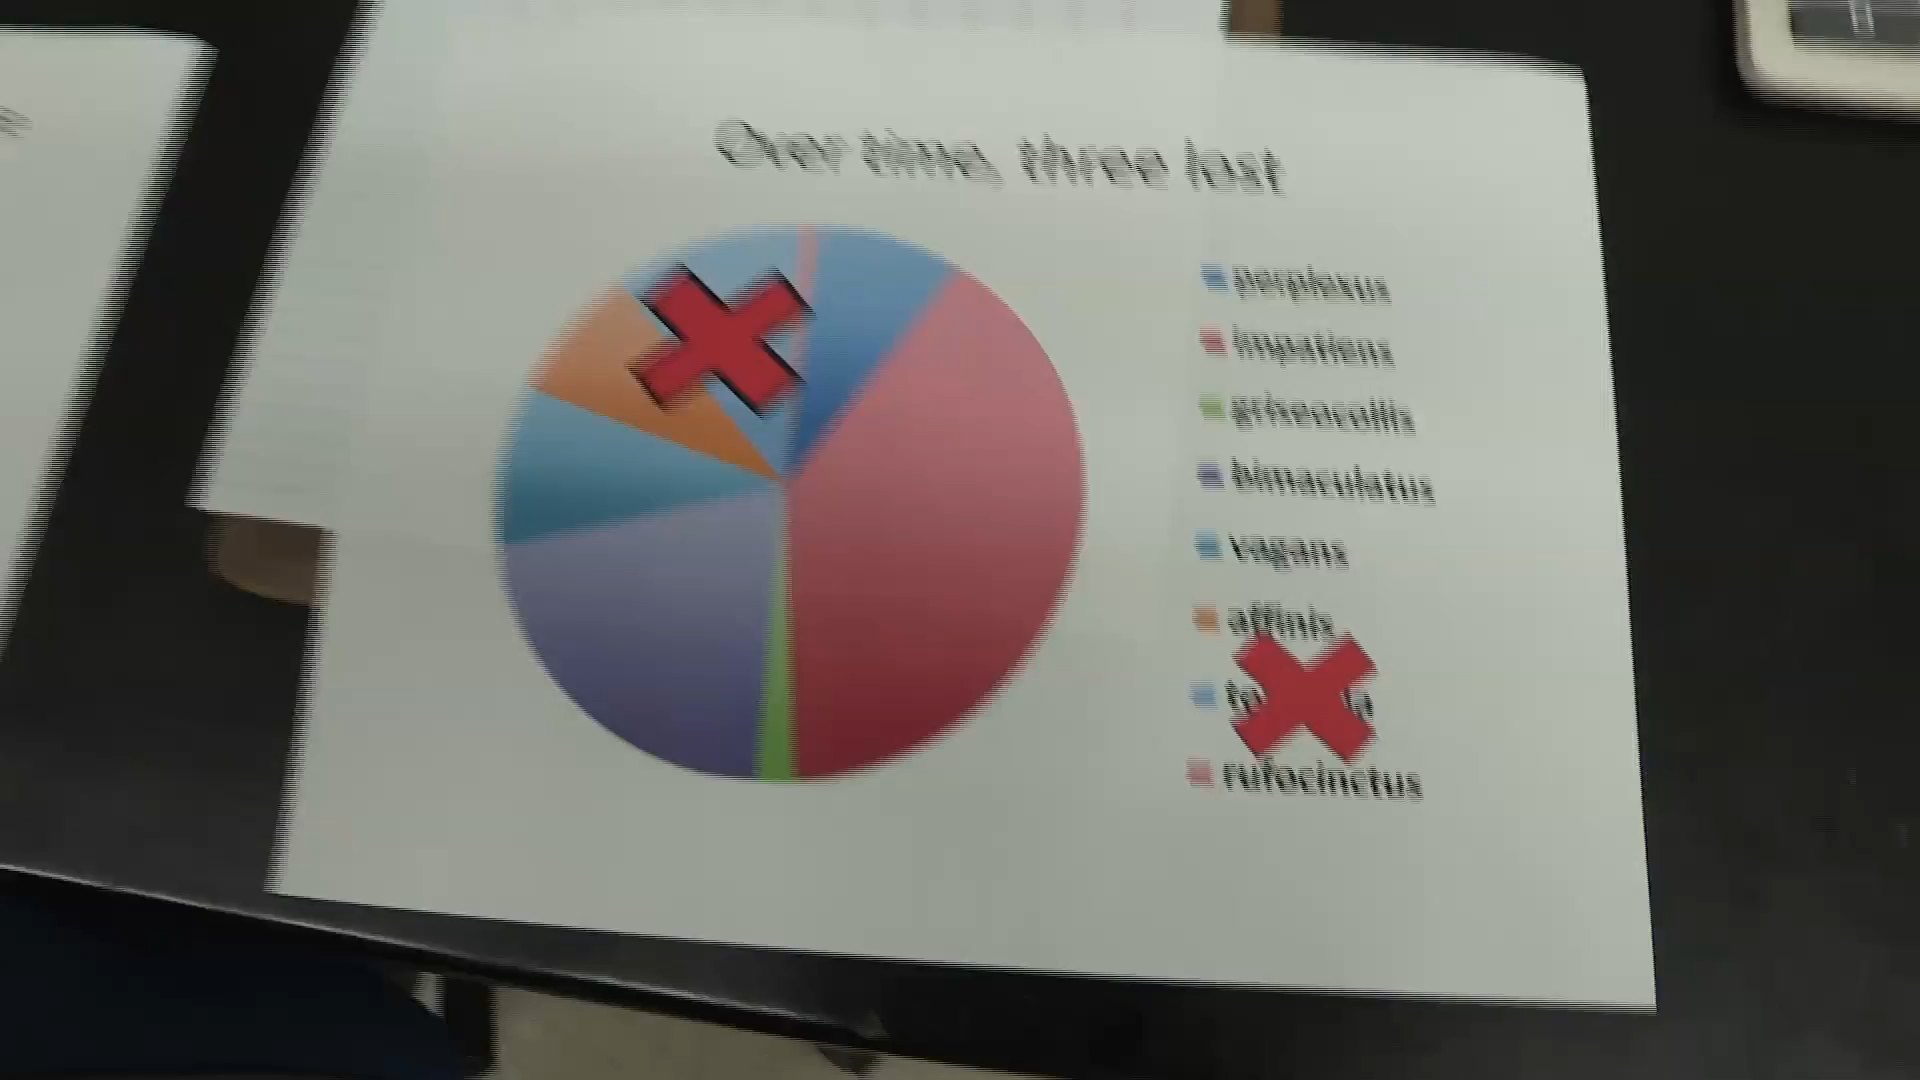 Over time, three lost
perplexus
impatiens
griseocollis
bimaculatus
vagans
affinis
rufocinctus